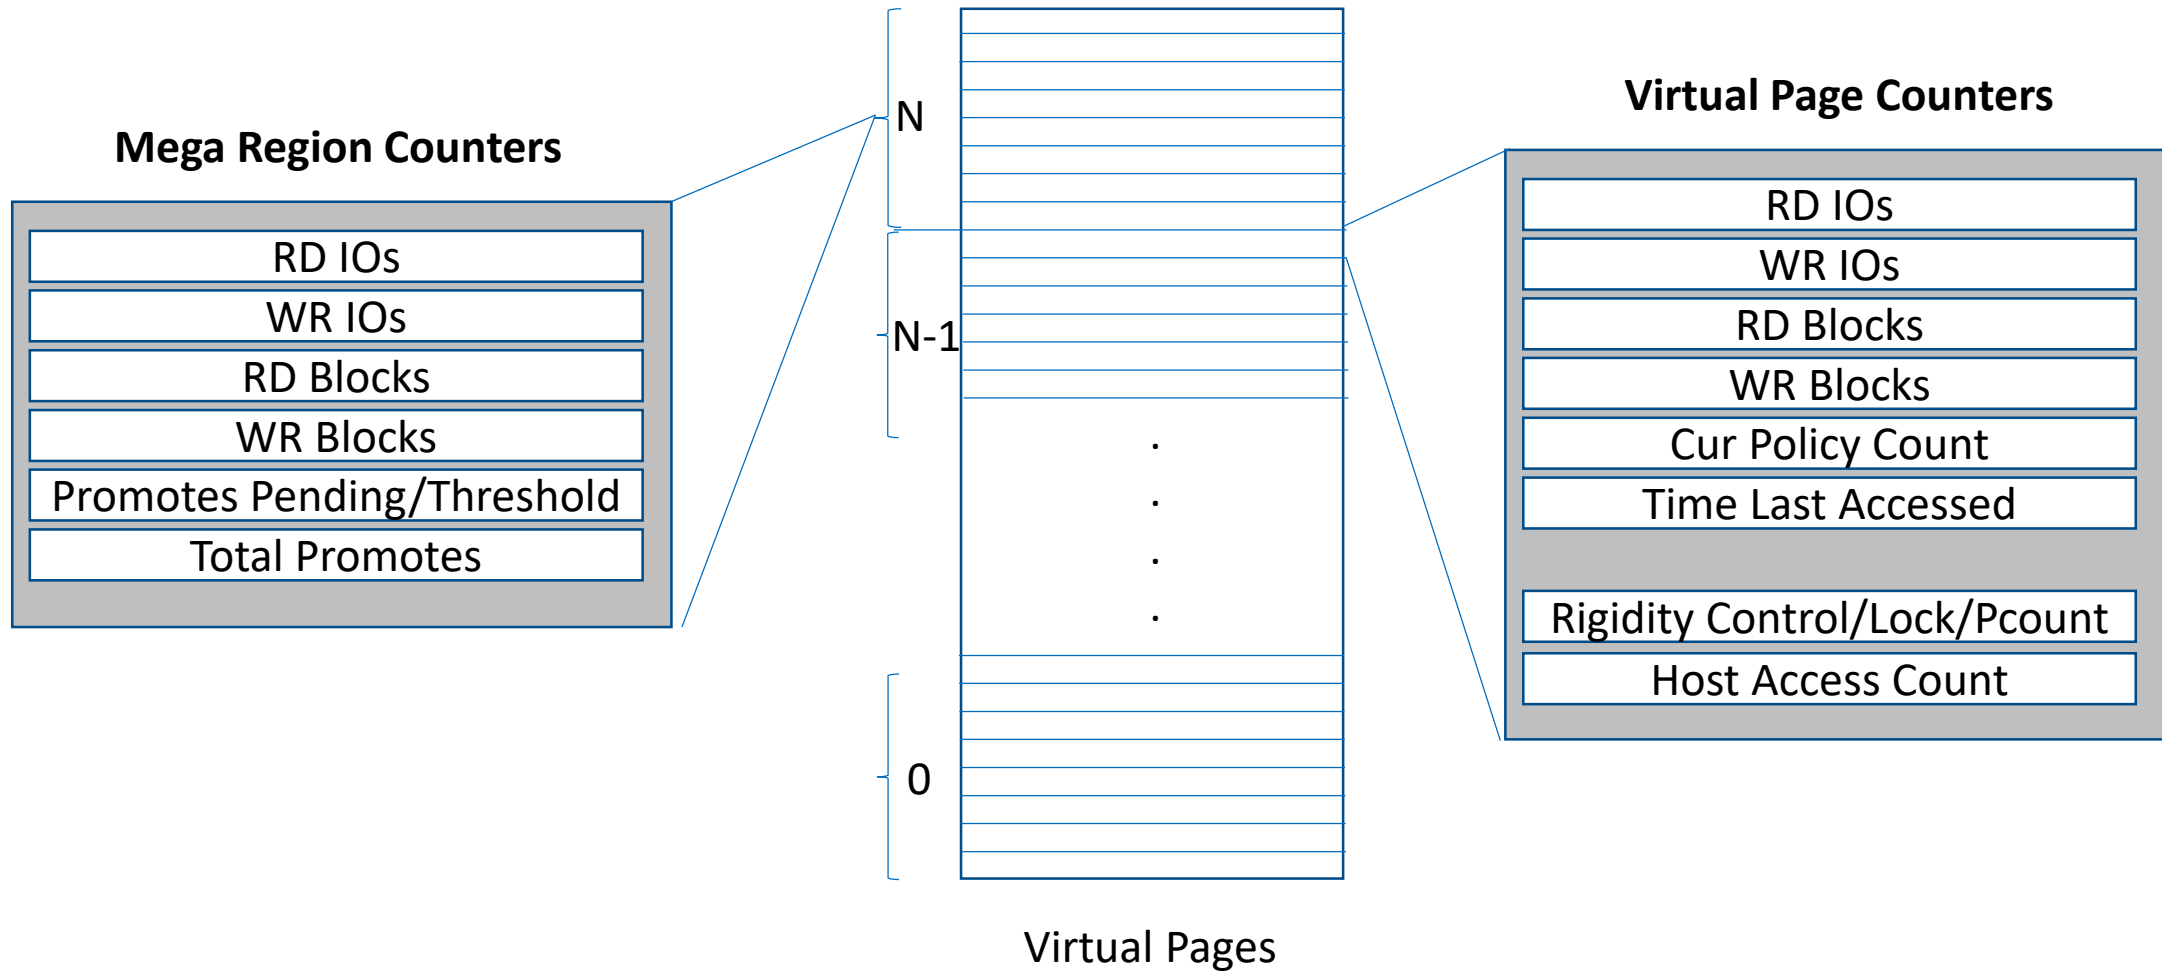 Mega Region Counters
RD IOs
WR IOs
RD Blocks
WR Blocks
Promotes Pending/Threshold
Total Promotes
N
N-1
.
.
.
.
0
Virtual Pages
Virtual Page Counters
RD IOs
WR IOs
RD Blocks
WR Blocks
Cur Policy Count
Time Last Accessed
Rigidity Control/Lock/Pcount
Host Access Count